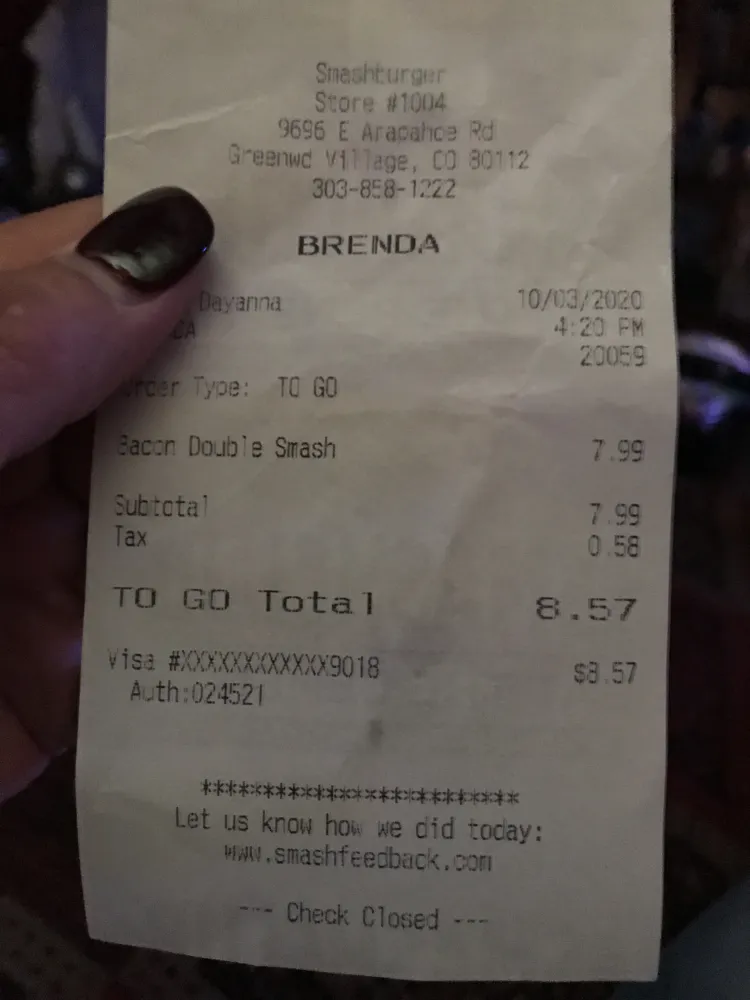 Smashburger
Store #1004
9696 E Arapahoe Rd
Greenwd Village, CO 80112
303-858-1222
BRENDA
Dayanna 10/03/2020
CA 4:20 PM
20059
Order Type: TO GO
Bacon Double Smash 7.99
Subtotal 7.99
Tax 0.58
TO GO Total 8.57
Visa #XXXXXXXXXXXX9018 $8.57
Auth:024521
**************************
Let us know how we did today:
www.smashfeedback.com
--- Check Closed ---